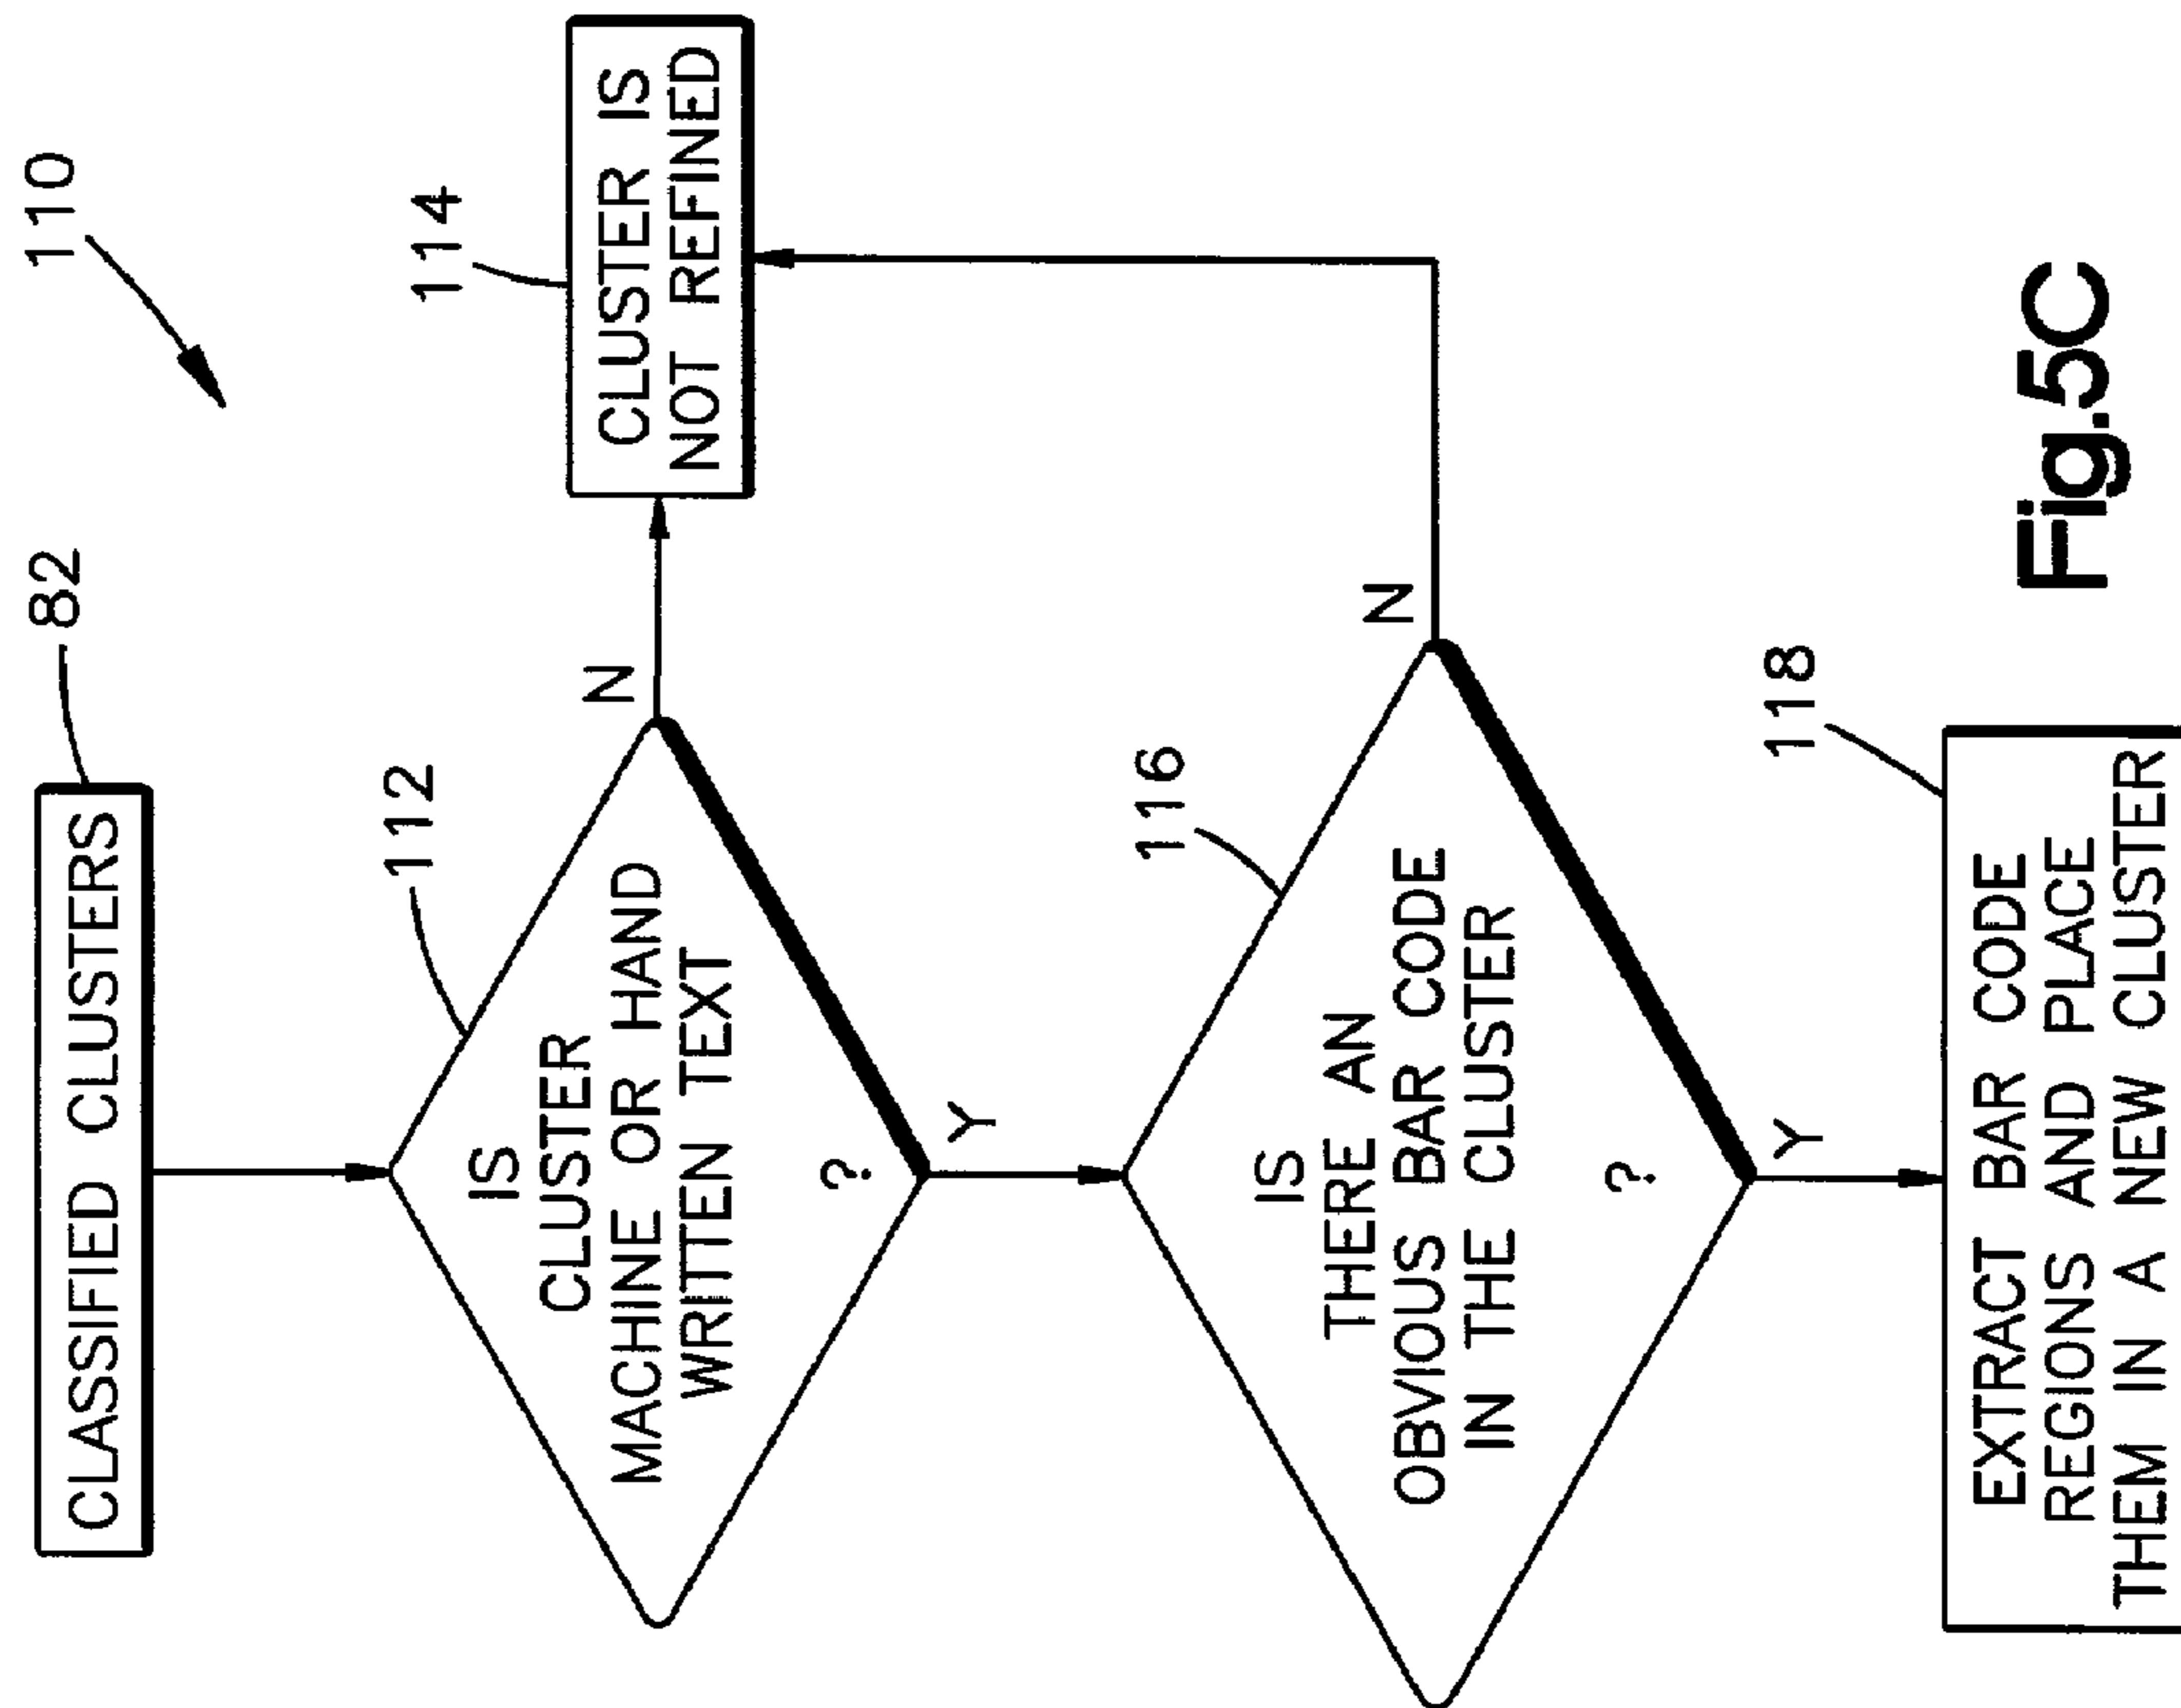 110
CLASSIFIED CLUSTERS
82
IS
CLUSTER
MACHINE OR HAND
WRITTEN TEXT
?
112
N
Y
CLUSTER IS
NOT REFINED
114
IS
THERE AN
OBVIOUS BAR CODE
IN THE CLUSTER
?
116
N
Y
EXTRACT BAR CODE
REGIONS AND PLACE
THEM IN A NEW CLUSTER
118
Fig.5C